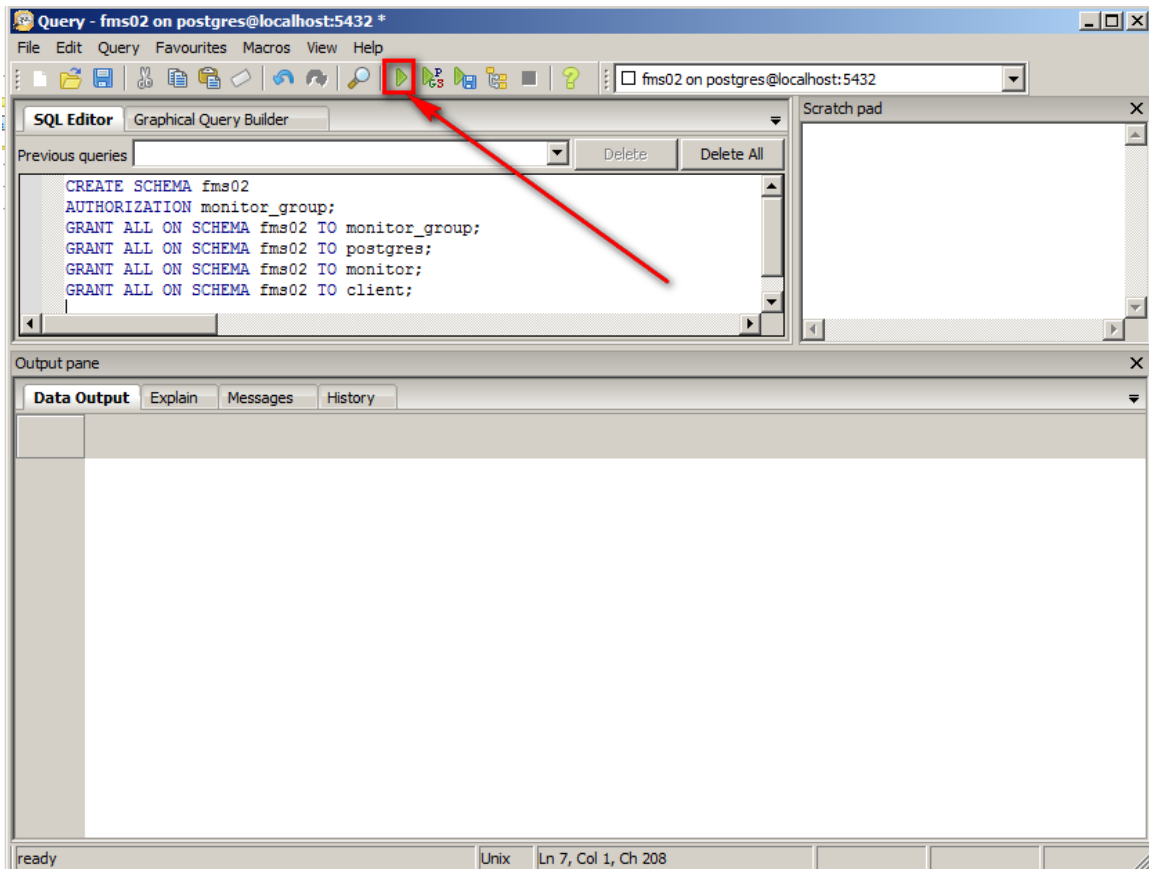 Query - fms02 on postgres@localhost:5432 *
File Edit Query Favourites Macros View Help
fms02 on postgres@localhost:5432
SQL Editor Graphical Query Builder
Scratch pad
Previous queries Delete Delete All
CREATE SCHEMA fms02
AUTHORIZATION monitor_group;
GRANT ALL ON SCHEMA fms02 TO monitor_group;
GRANT ALL ON SCHEMA fms02 TO postgres;
GRANT ALL ON SCHEMA fms02 TO monitor;
GRANT ALL ON SCHEMA fms02 TO client;
Output pane
Data Output Explain Messages History
ready Unix Ln 7, Col 1, Ch 208